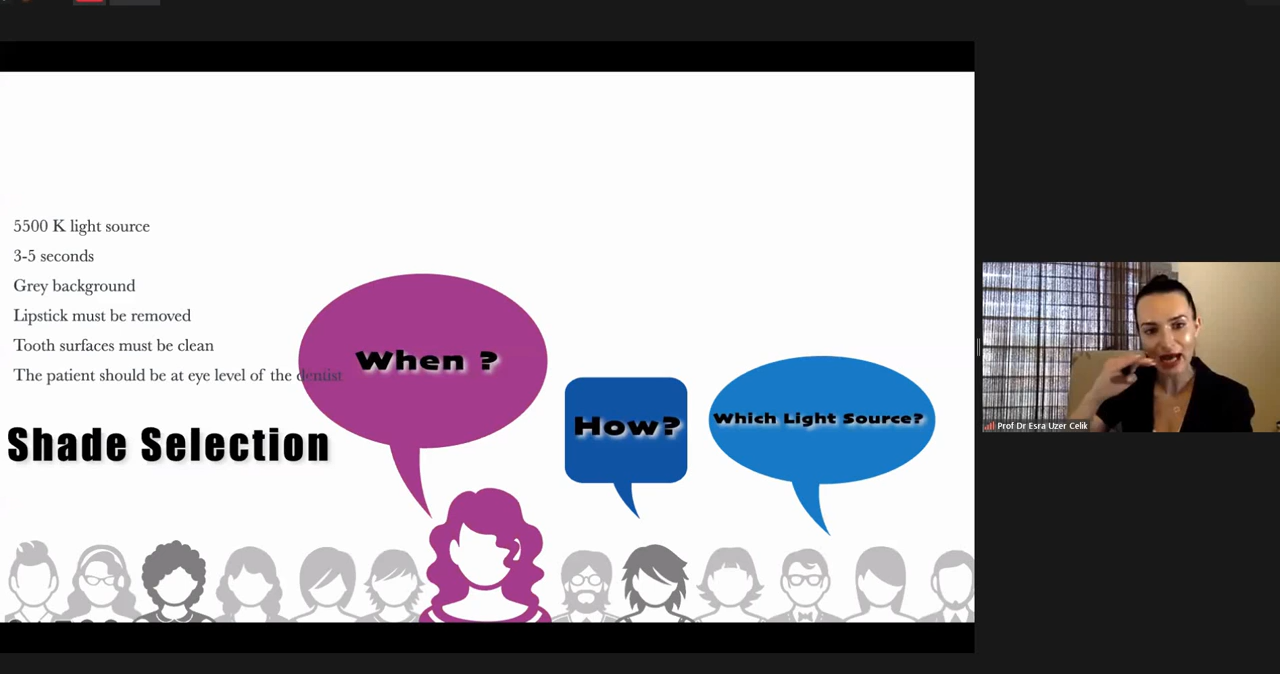 5500 K light source
3-5 seconds
Grey background
Lipstick must be removed
Tooth surfaces must be clean
The patient should be at eye level of the dentist
Shade Selection
When ?
How?
Which Light Source?
Prof Dr Esra Uzer Celik